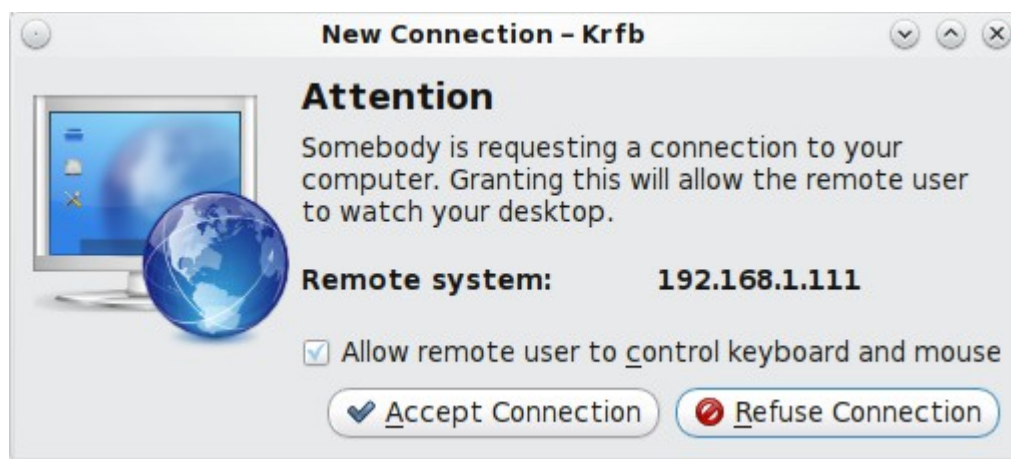 New Connection – Krfb
Attention
Somebody is requesting a connection to your
computer. Granting this will allow the remote user
to watch your desktop.
Remote system: 192.168.1.111
Allow remote user to control keyboard and mouse
Accept Connection Refuse Connection